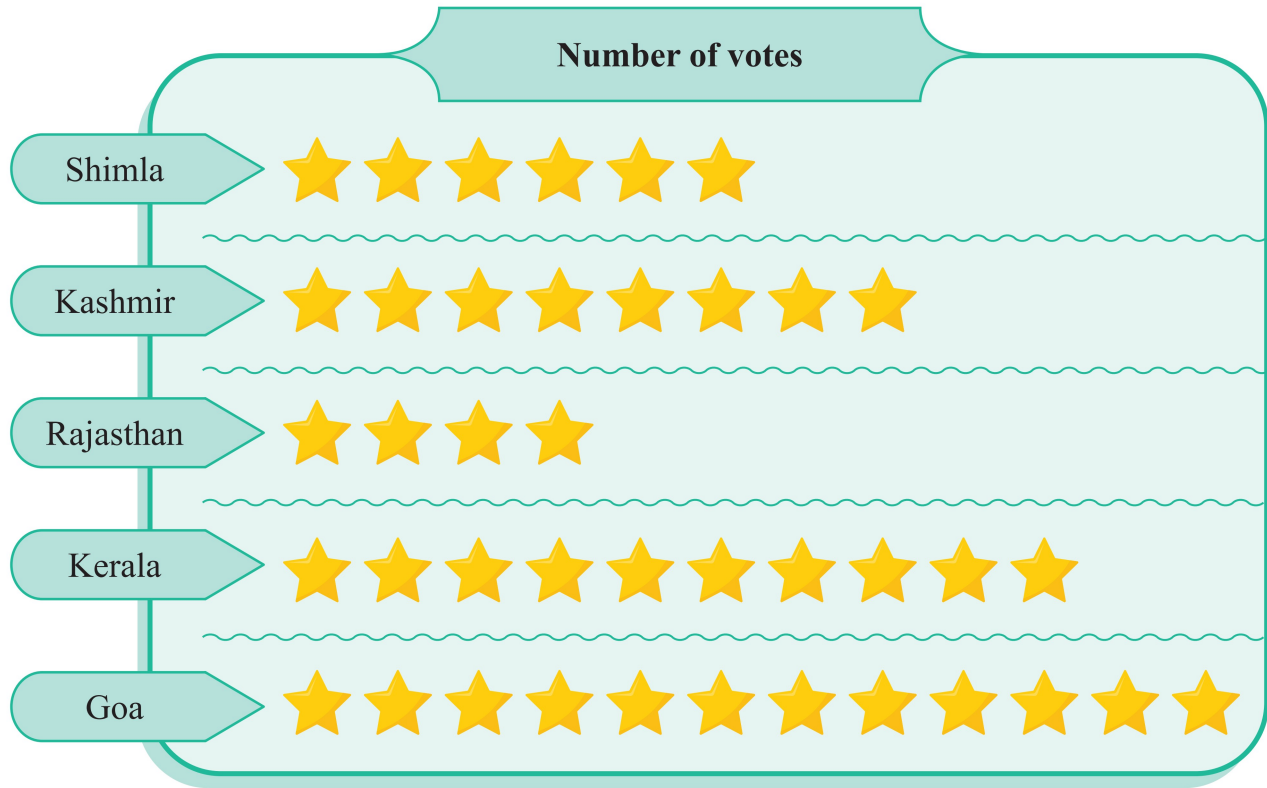 Number of votes
Shimla
Kashmir
Rajasthan
Kerala
Goa